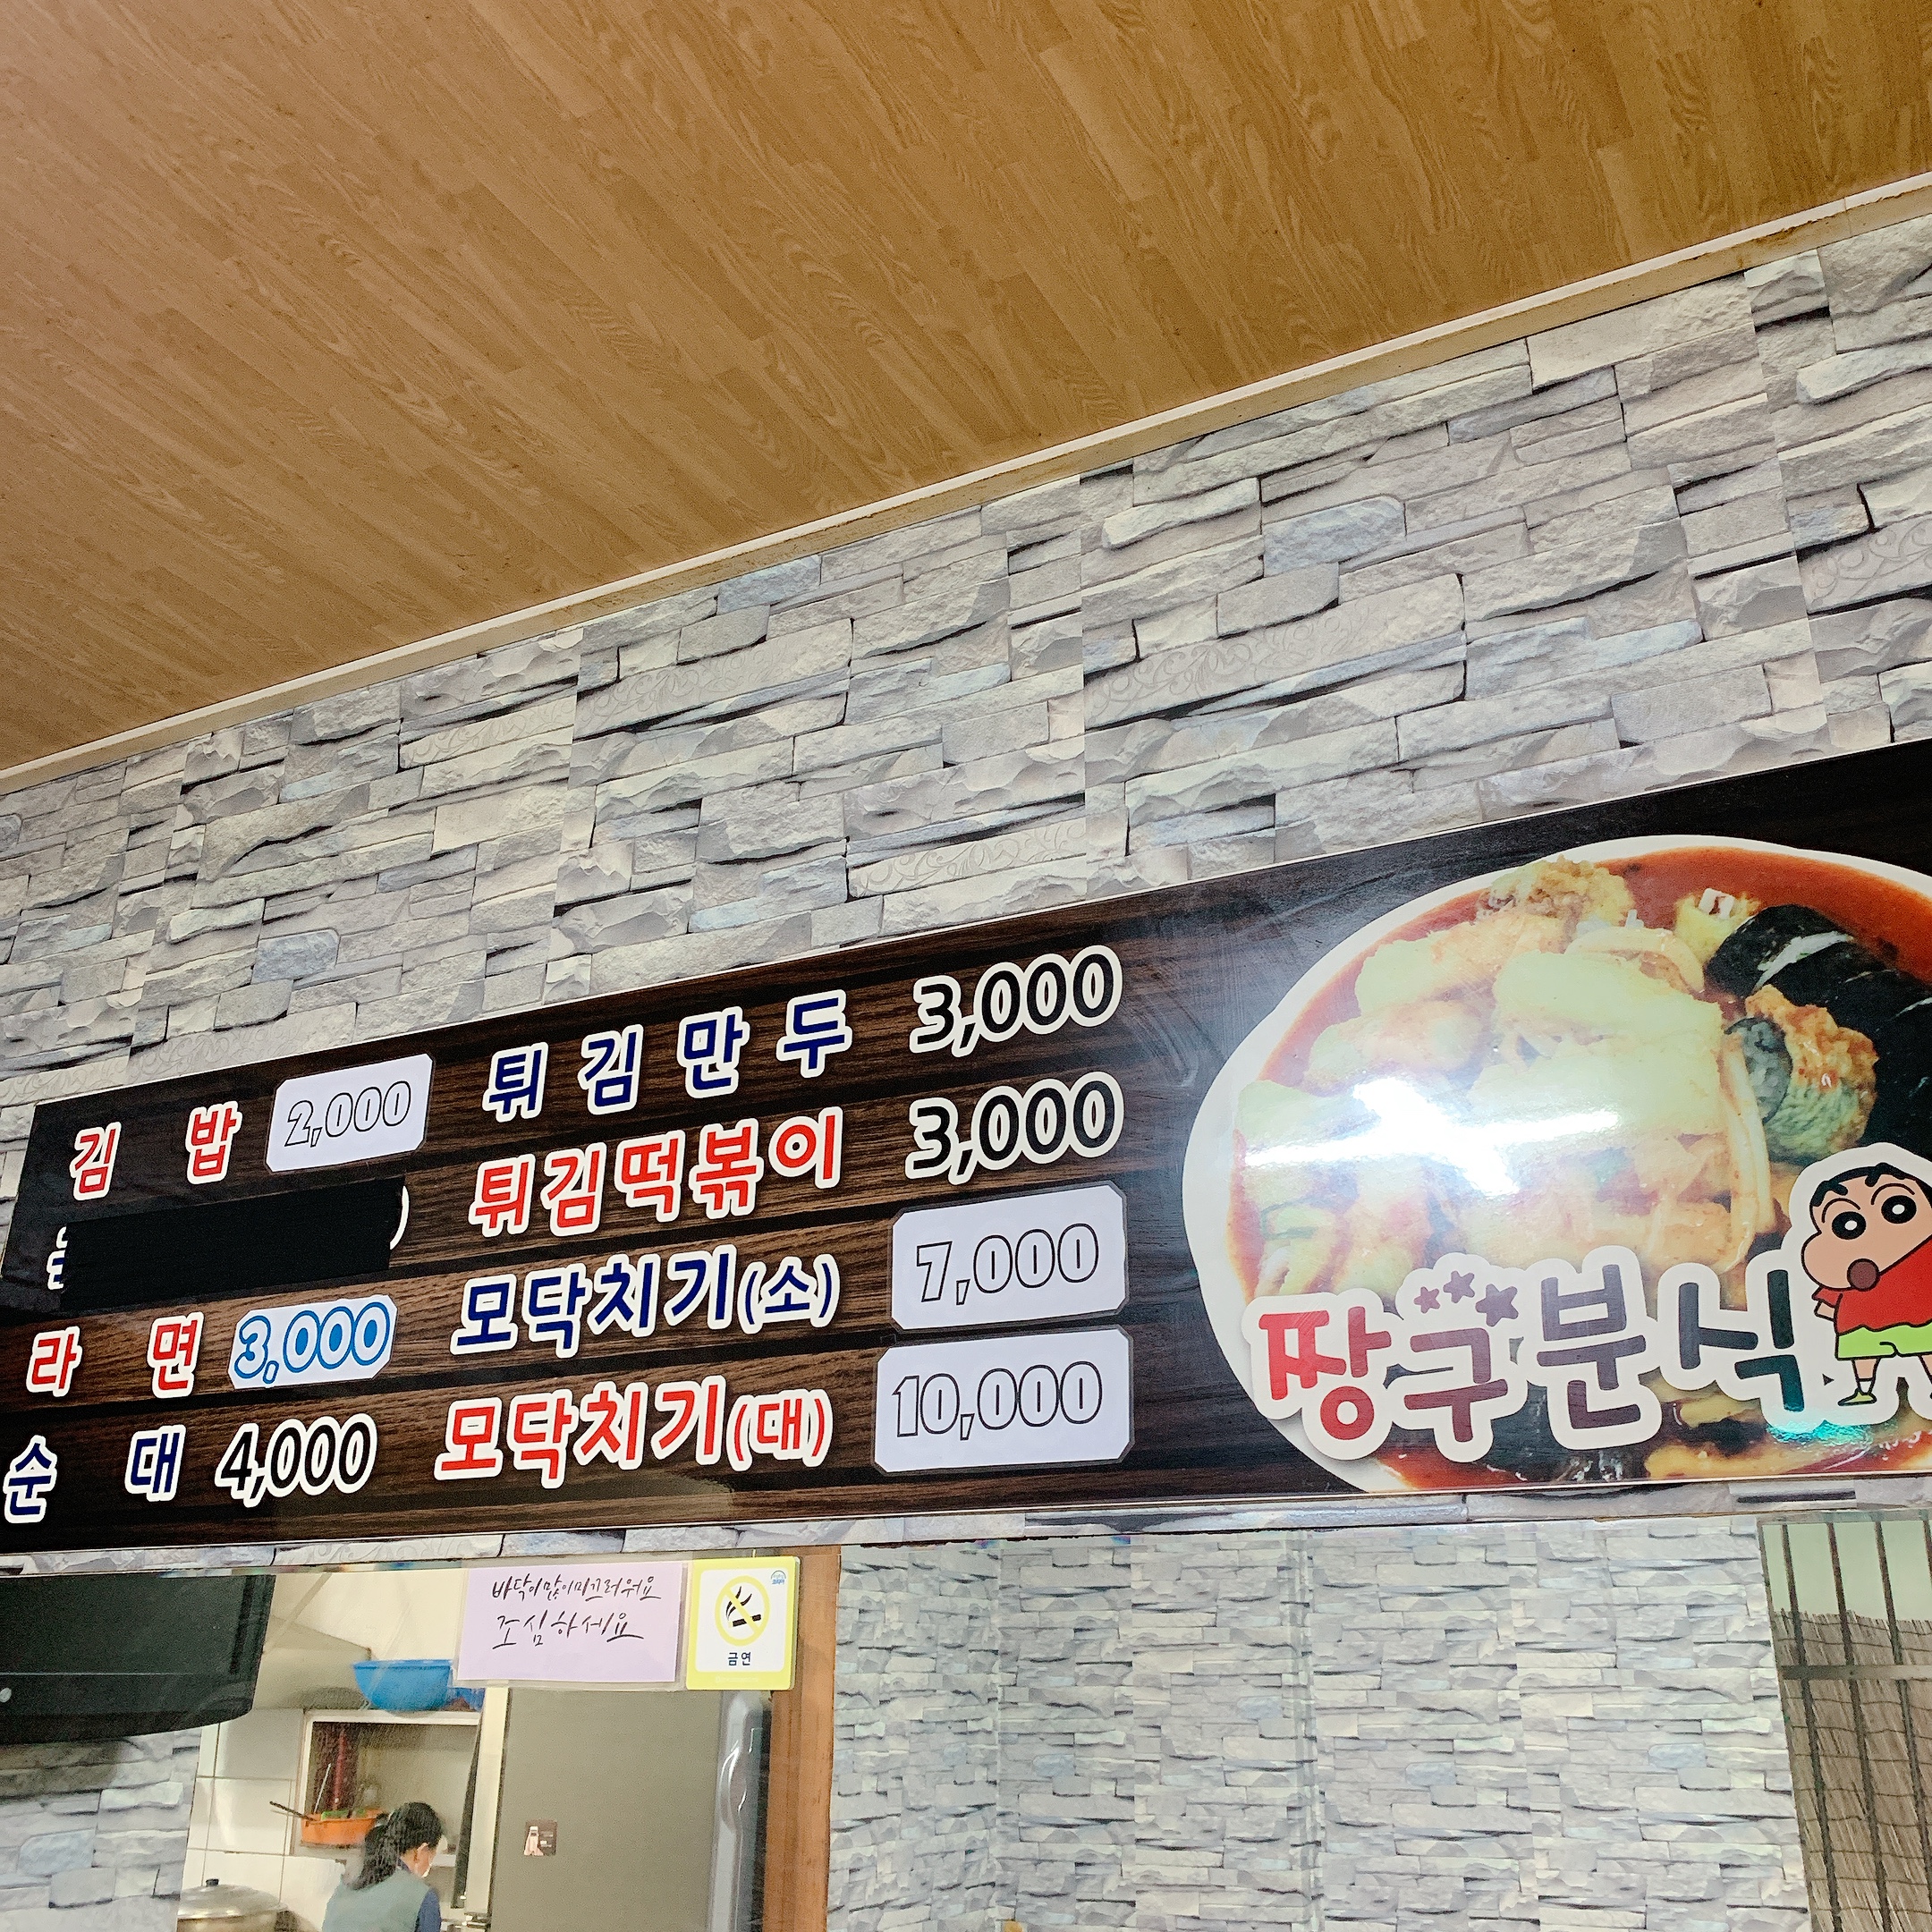 김 밥 2,000
라 면 3,000
순 대 4,000
튀김만두 3,000
튀김떡볶이 3,000
모닥치기(소) 7,000
모닥치기(대) 10,000
짱구분식
바닥이많이미끄러워요
조심하세요
금연